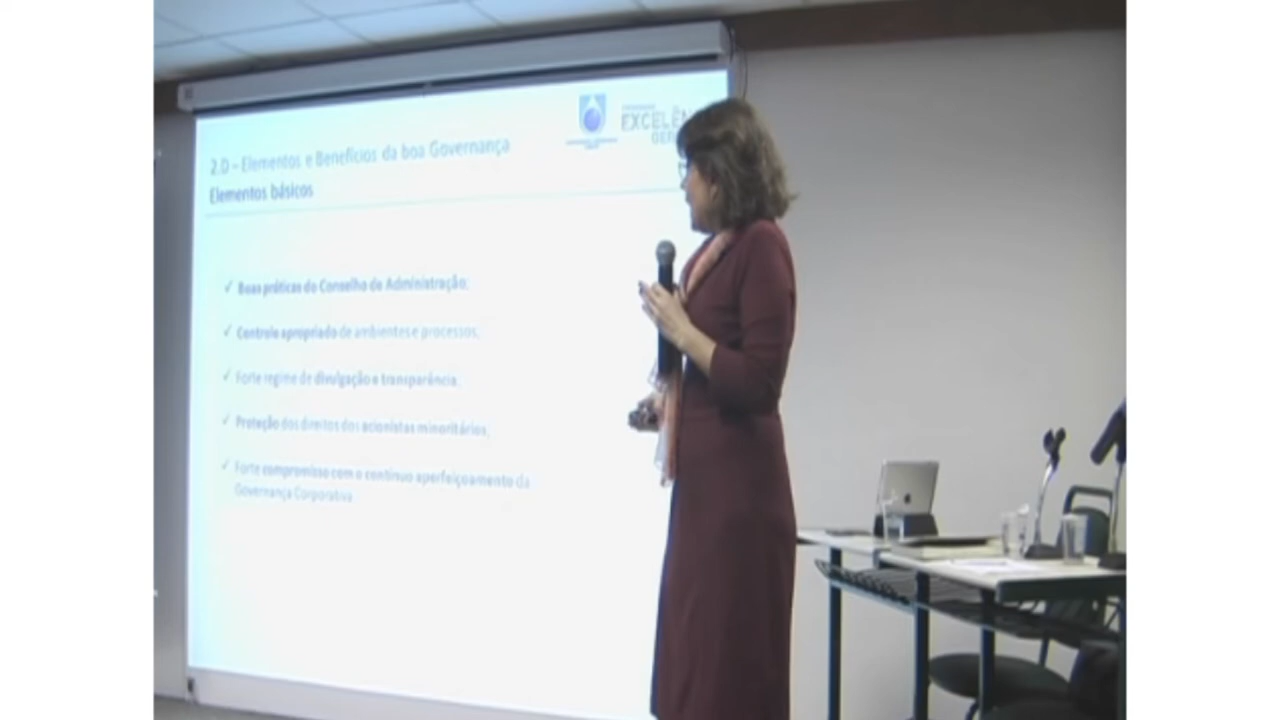 EXCELÊN
2.0 – Elementos e Benefícios da boa Governança
Elementos básicos
✓ Boas práticas do Conselho de Administração;
✓ Controle apropriado de ambientes e processos;
✓ Forte regime de divulgação e transparência;
✓ Proteção dos direitos dos acionistas minoritários;
✓ Forte compromisso com o contínuo aperfeiçoamento da
Governança Corporativa